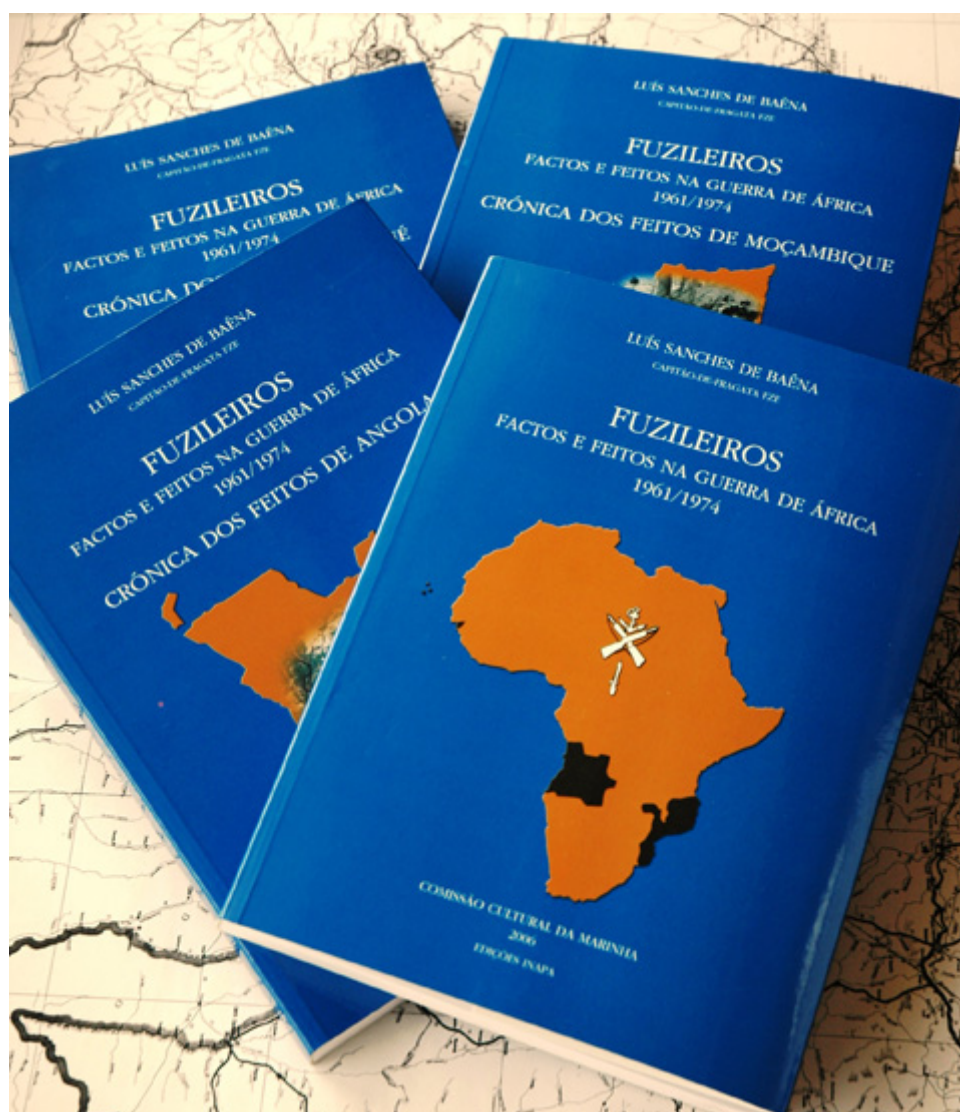 LUÍS SANCHES DE BAÊNA
CAPITÃO-DE-FRAGATA FZE
FUZILEIROS
FACTOS E FEITOS NA GUERRA DE ÁFRICA
1961/1974
CRÓNICA DOS
LUÍS SANCHES DE BAÊNA
CAPITÃO-DE-FRAGATA FZE
FUZILEIROS
FACTOS E FEITOS NA GUERRA DE ÁFRICA
1961/1974
CRÓNICA DOS FEITOS DE MOÇAMBIQUE
LUÍS SANCHES DE BAÊNA
CAPITÃO-DE-FRAGATA FZE
FUZILEIROS
FACTOS E FEITOS NA GUERRA DE ÁFRICA
1961/1974
CRÓNICA DOS FEITOS DE ANGOLA
LUÍS SANCHES DE BAÊNA
CAPITÃO-DE-FRAGATA FZE
FUZILEIROS
FACTOS E FEITOS NA GUERRA DE ÁFRICA
1961/1974
COMISSÃO CULTURAL DA MARINHA
2006
EDIÇÕES INAPA